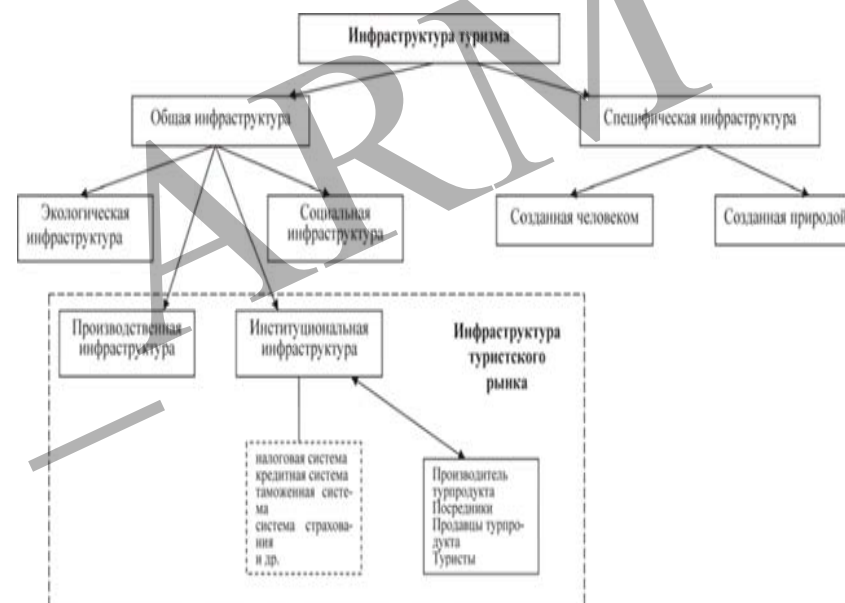 Инфраструктура туризма
Общая инфраструктура
Специфическая инфраструктура
Экологическая
инфраструктура
Социальная
инфраструктура
Созданная человеком
Созданная природой
Производственная
инфраструктура
Институциональная
инфраструктура
Инфраструктура
туристского
рынка
налоговая система
кредитная система
таможенная систе-
ма
система страхова-
ния
и др.
Производитель
турпродукта
Посредники
Продавцы турпро-
дукта
Туристы
ARM